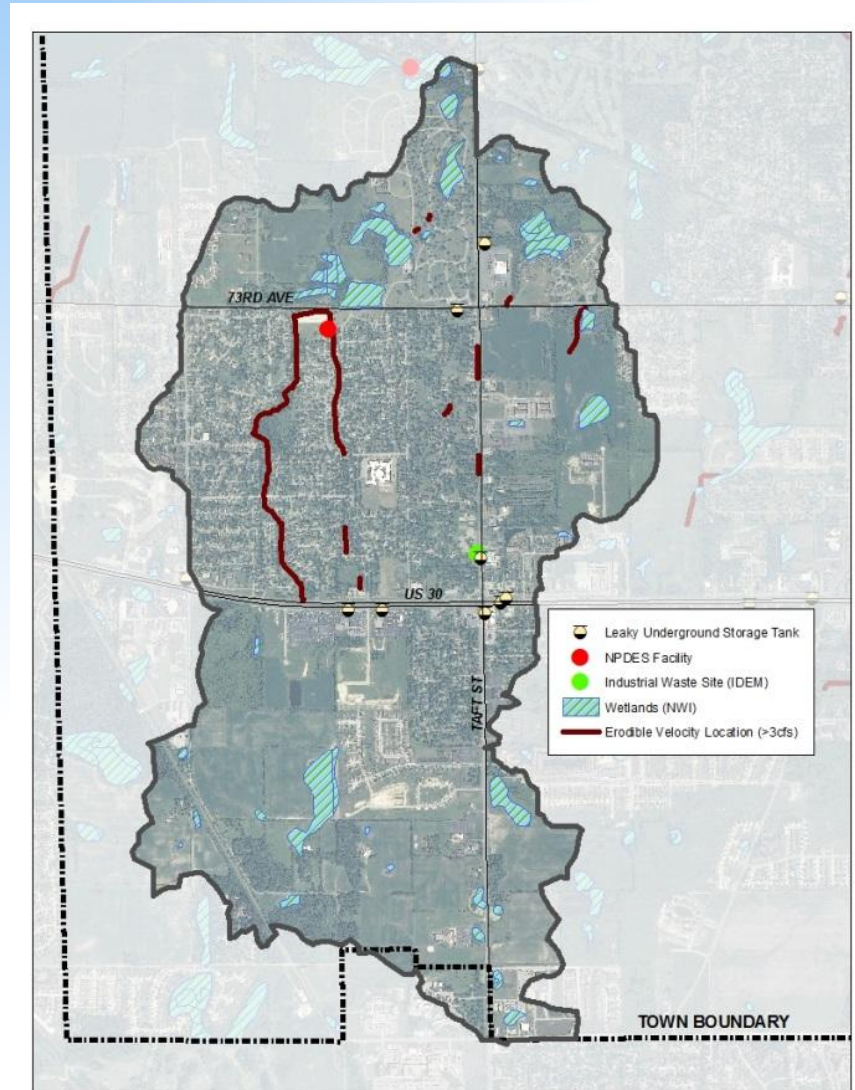 73RD AVE
US 30
TAFT ST
Leaky Underground Storage Tank
NPDES Facility
Industrial Waste Site (IDEM)
Wetlands (NWI)
Erodible Velocity Location (>3cfs)
TOWN BOUNDARY